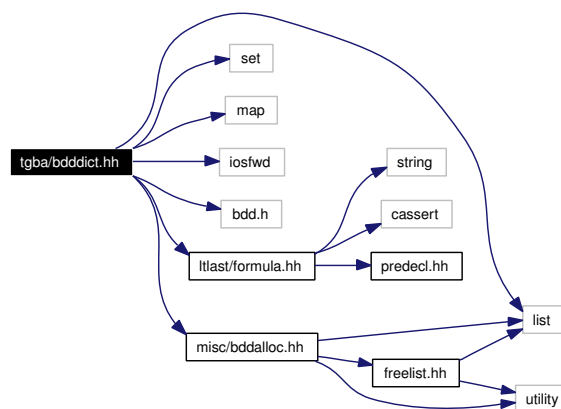 set
map
tgba/bdddict.hh
iosfwd
string
bdd.h
cassert
ltlast/formula.hh
predecl.hh
list
misc/bddalloc.hh
freelist.hh
utility